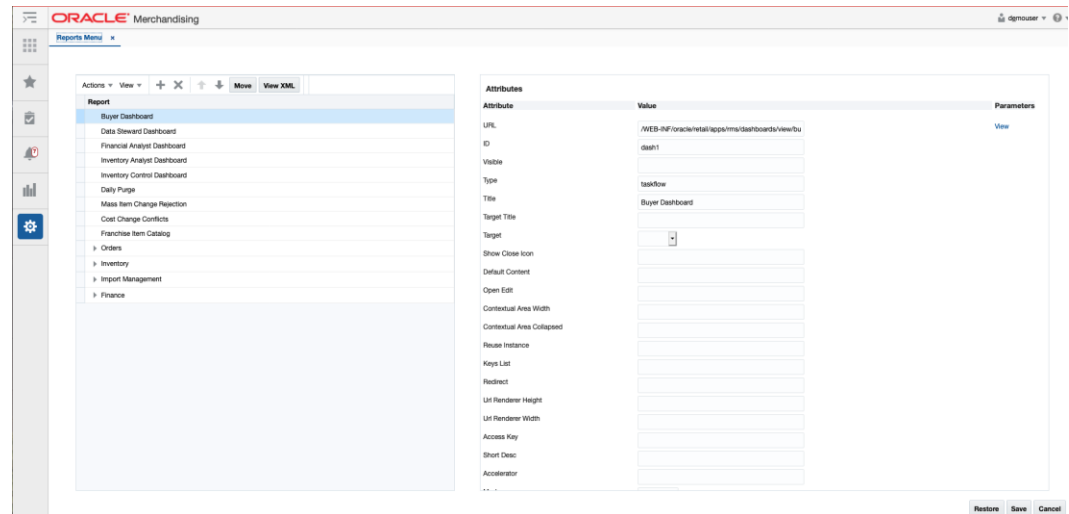 ORACLE® Merchandising
demouser
Reports Menu x
Actions View Move View XML
Report
Buyer Dashboard
Data Steward Dashboard
Financial Analyst Dashboard
Inventory Analyst Dashboard
Inventory Control Dashboard
Daily Purge
Mass Item Change Rejection
Cost Change Conflicts
Franchise Item Catalog
Orders
Inventory
Import Management
Finance
Attributes
Attribute Value Parameters
URL /WEB-INF/oracle/retail/apps/rms/dashboards/view/bu View
ID dash1
Visible
Type taskflow
Title Buyer Dashboard
Target Title
Target
Show Close Icon
Default Content
Open Edit
Contextual Area Width
Contextual Area Collapsed
Reuse Instance
Keys List
Redirect
Url Renderer Height
Url Renderer Width
Access Key
Short Desc
Accelerator
Restore Save Cancel